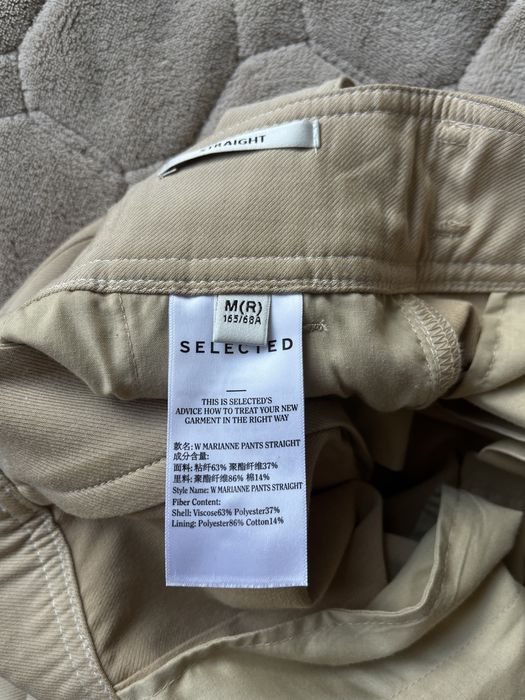 STRAIGHT
M(R)
165/68A
SELECTED
THIS IS SELECTED'S
ADVICE HOW TO TREAT YOUR NEW
GARMENT IN THE RIGHT WAY
款名: W MARIANNE PANTS STRAIGHT
成分含量:
面料: 粘纤63% 聚酯纤维37%
里料: 聚酯纤维86% 棉14%
Style Name: W MARIANNE PANTS STRAIGHT
Fiber Content:
Shell: Viscose63% Polyester37%
Lining: Polyester86% Cotton14%